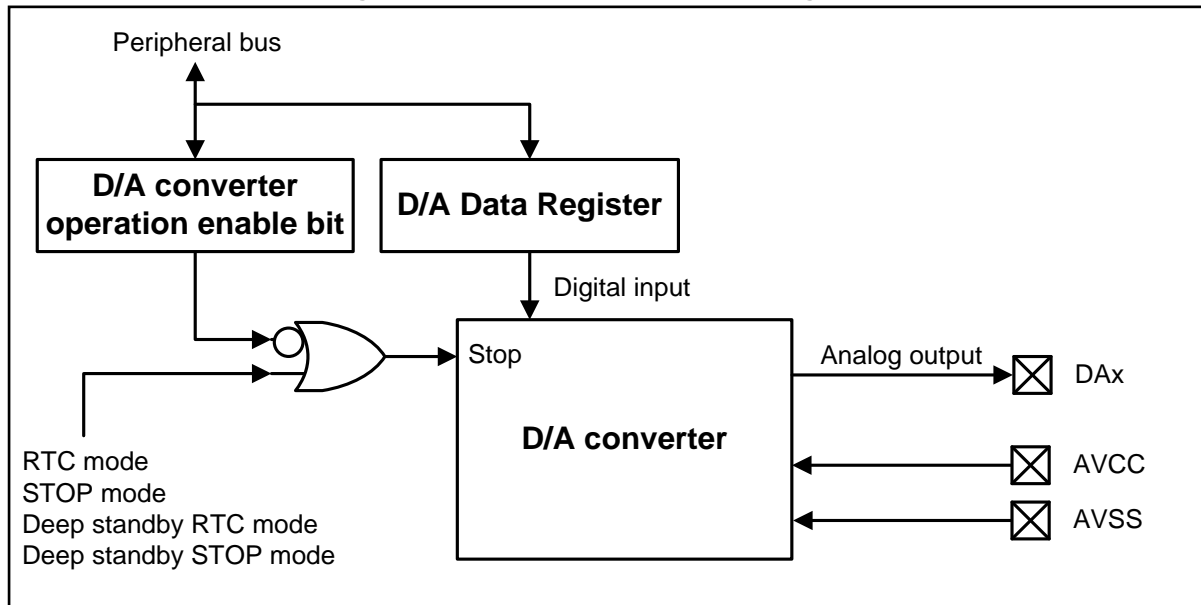 Peripheral bus
D/A converter
operation enable bit
D/A Data Register
Digital input
Stop
Analog output
DAx
D/A converter
AVCC
AVSS
RTC mode
STOP mode
Deep standby RTC mode
Deep standby STOP mode